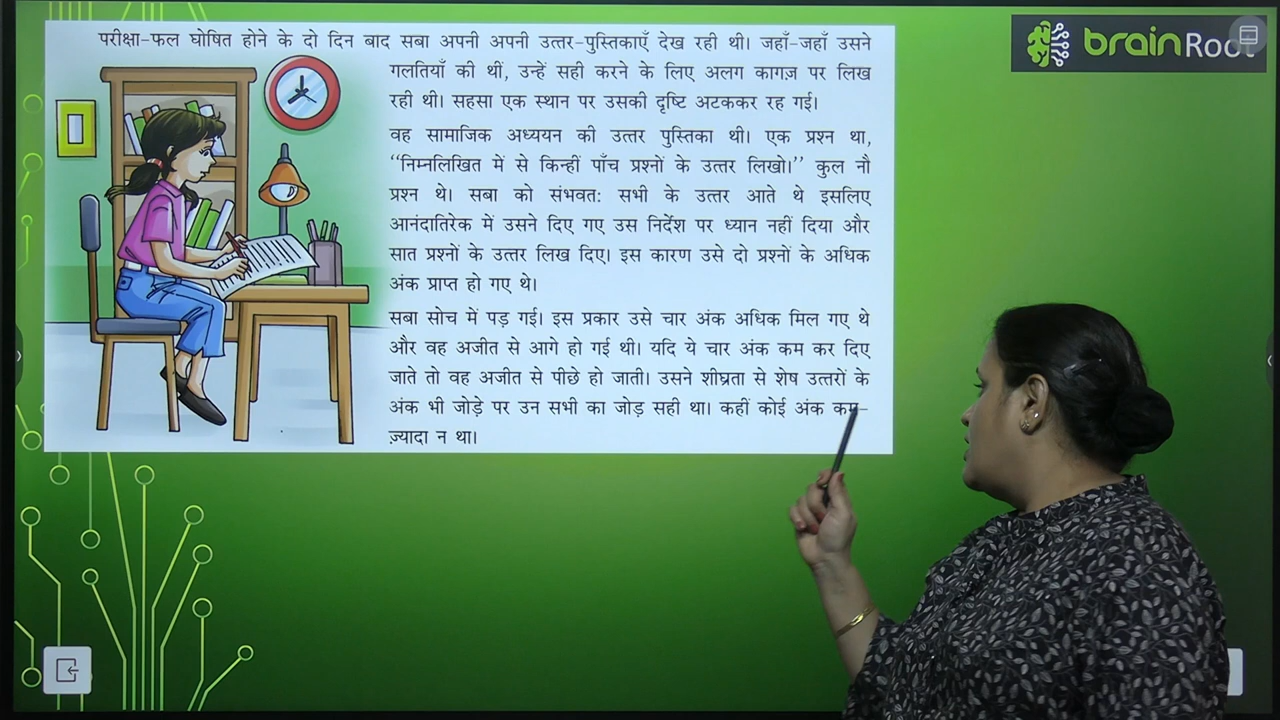 परीक्षा-फल घोषित होने के दो दिन बाद सबा अपनी अपनी उत्तर-पुस्तिकाएँ देख रही थी। जहाँ-जहाँ उसने
गलतियाँ की थीं, उन्हें सही करने के लिए अलग कागज़ पर लिख
रही थी। सहसा एक स्थान पर उसकी दृष्टि अटककर रह गई।
वह सामाजिक अध्ययन की उत्तर पुस्तिका थी। एक प्रश्न था,
‘‘निम्नलिखित में से किन्हीं पाँच प्रश्नों के उत्तर लिखो।’’ कुल नौ
प्रश्न थे। सबा को संभवत: सभी के उत्तर आते थे इसलिए
आनंदातिरेक में उसने दिए गए उस निर्देश पर ध्यान नहीं दिया और
सात प्रश्नों के उत्तर लिख दिए। इस कारण उसे दो प्रश्नों के अधिक
अंक प्राप्त हो गए थे।
सबा सोच में पड़ गई। इस प्रकार उसे चार अंक अधिक मिल गए थे
और वह अजीत से आगे हो गई थी। यदि ये चार अंक कम कर दिए
जाते तो वह अजीत से पीछे हो जाती। उसने शीघ्रता से शेष उत्तरों के
अंक भी जोड़े पर उन सभी का जोड़ सही था। कहीं कोई अंक कम-
ज़्यादा न था।
brain Root